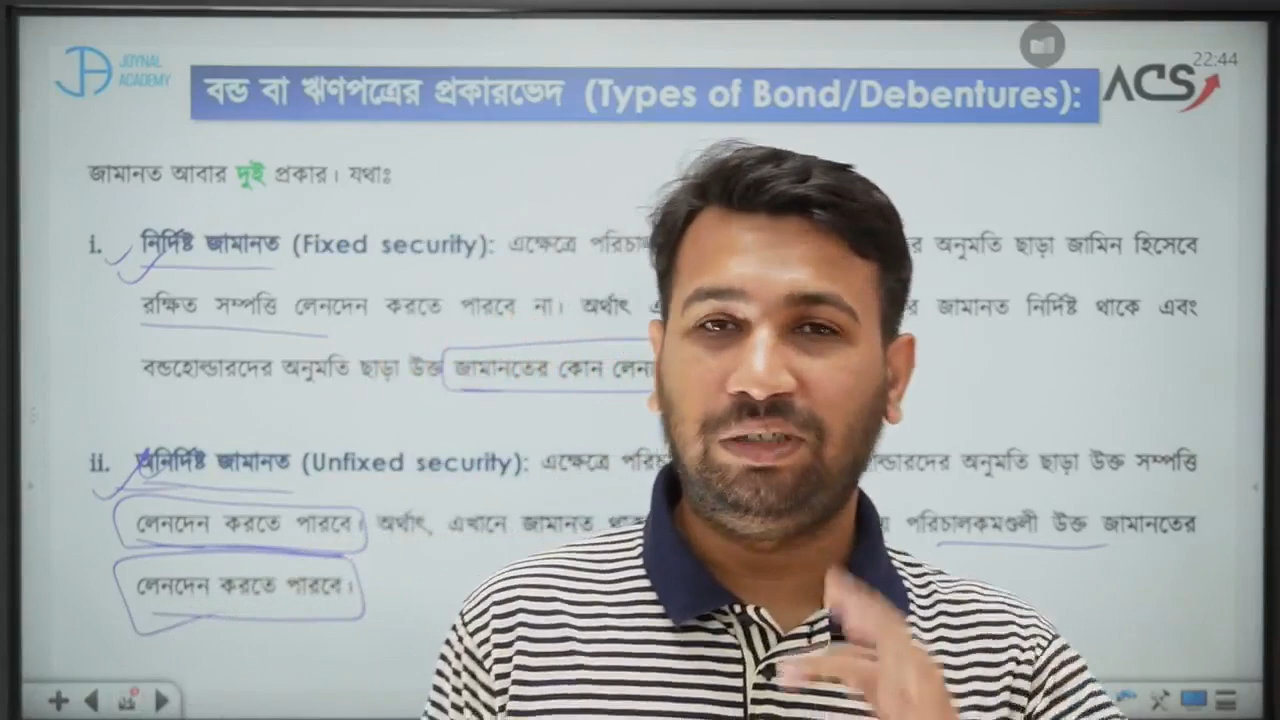 JOYNAL
ACADEMY
বন্ড বা ঋণপত্রের প্রকারভেদ (Types of Bond/Debentures):
22:44
ACS
জামানত আবার দুই প্রকার। যথাঃ
i. নির্দিষ্ট জামানত (Fixed security): এক্ষেত্রে অনুমতি ছাড়া জামিন হিসেবে
রক্ষিত সম্পত্তি লেনদেন করতে পারবে না। অর্থাৎ জামানত নির্দিষ্ট থাকে এবং
বন্ডহোল্ডারদের অনুমতি ছাড়া উক্ত জামানতের কোন
ii. অনির্দিষ্ট জামানত (Unfixed security): এক্ষেত্রে অনুমতি ছাড়া উক্ত সম্পত্তি
লেনদেন করতে পারবে। অর্থাৎ, এখানে জামানত পরিচালকমণ্ডলী উক্ত জামানতের
লেনদেন করতে পারবে।